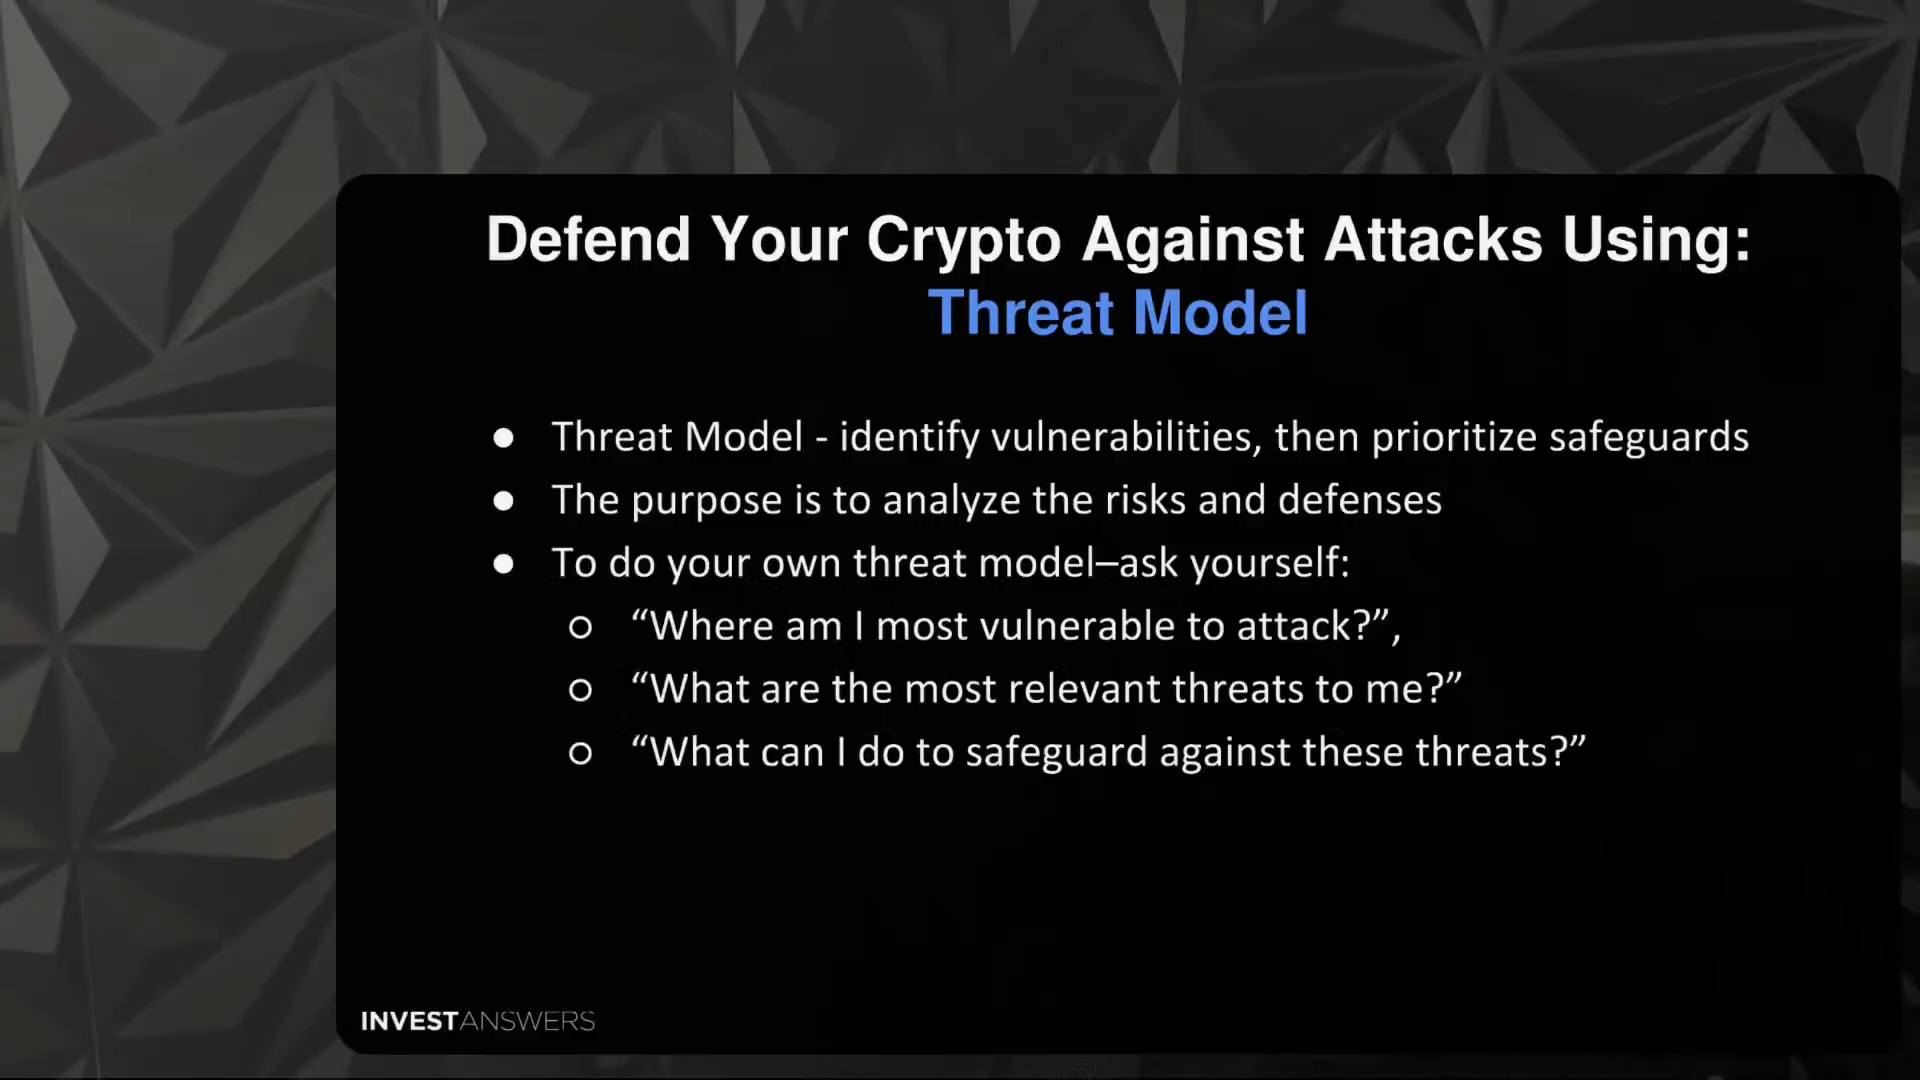 Defend Your Crypto Against Attacks Using:
Threat Model
● Threat Model - identify vulnerabilities, then prioritize safeguards
● The purpose is to analyze the risks and defenses
● To do your own threat model–ask yourself:
○ “Where am I most vulnerable to attack?”,
○ “What are the most relevant threats to me?”
○ “What can I do to safeguard against these threats?”
INVESTANSWERS